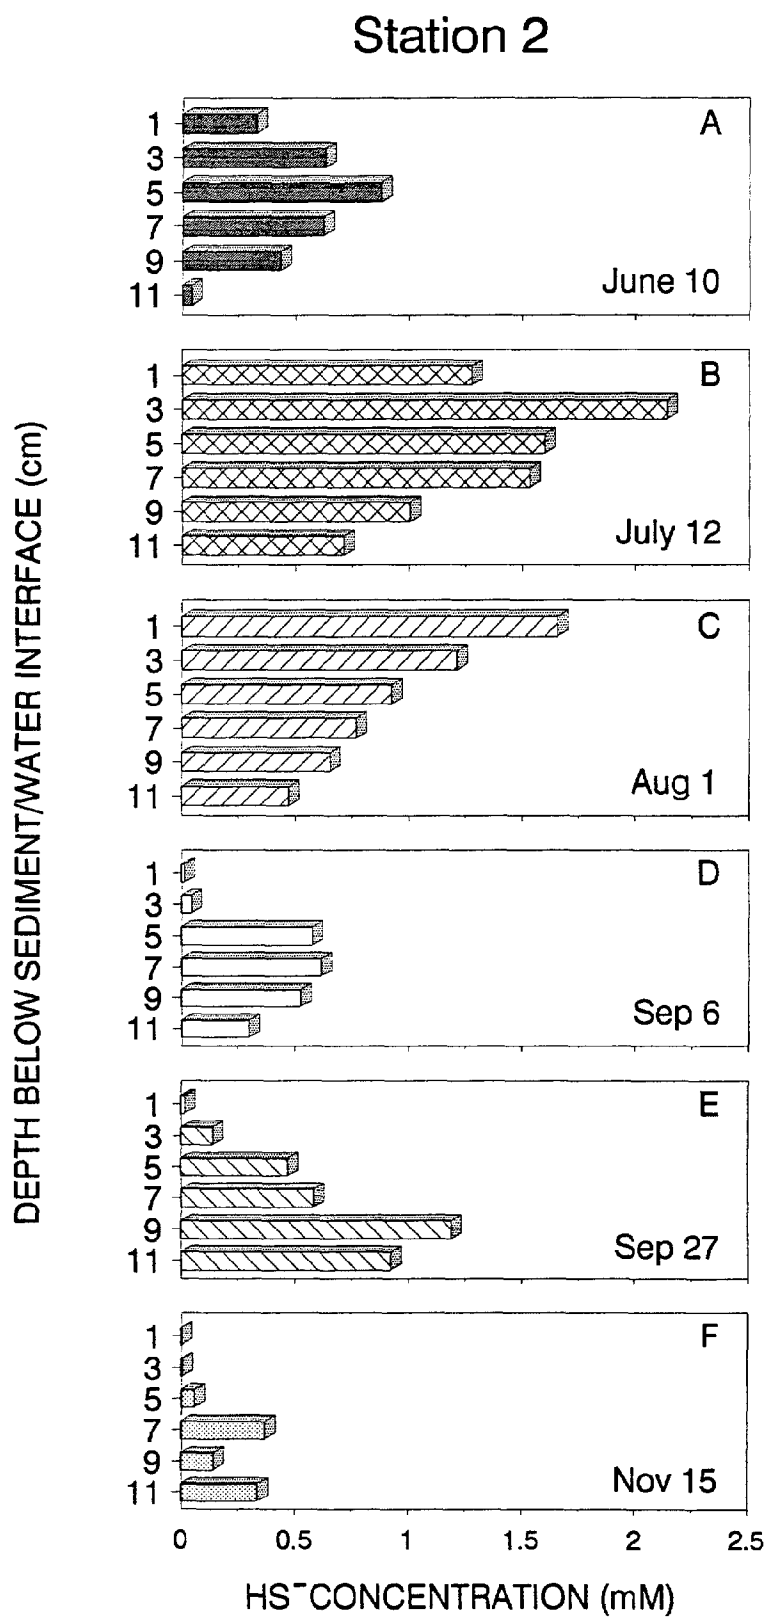 Station 2
DEPTH BELOW SEDIMENT/WATER INTERFACE (cm)
A
1
3
5
7
9
11
June 10
B
1
3
5
7
9
11
July 12
C
1
3
5
7
9
11
Aug 1
D
1
3
5
7
9
11
Sep 6
E
1
3
5
7
9
11
Sep 27
F
1
3
5
7
9
11
Nov 15
0 0.5 1 1.5 2 2.5
HS⁻CONCENTRATION (mM)